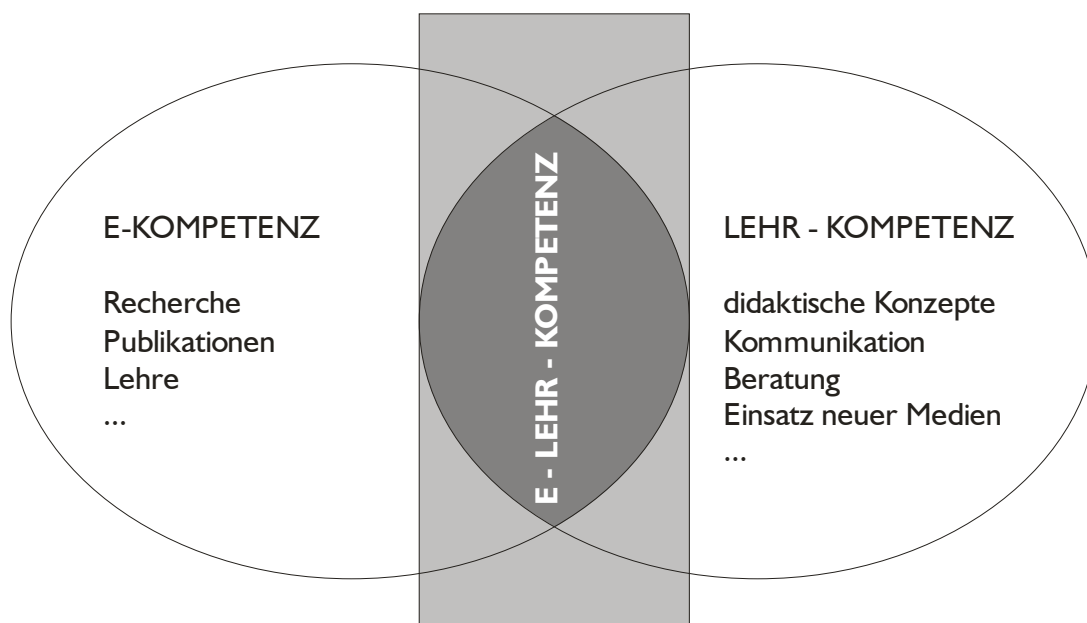 E-KOMPETENZ
Recherche
Publikationen
Lehre
...
E - LEHR - KOMPETENZ
LEHR - KOMPETENZ
didaktische Konzepte
Kommunikation
Beratung
Einsatz neuer Medien
...